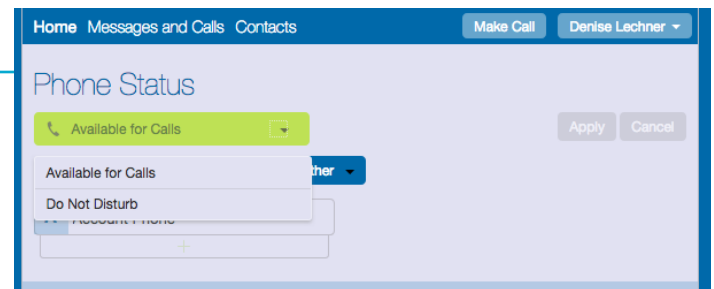 Home Messages and Calls Contacts Make Call Denise Lechner
Phone Status
Available for Calls Apply Cancel
Available for Calls
Do Not Disturb
Account Phone
+